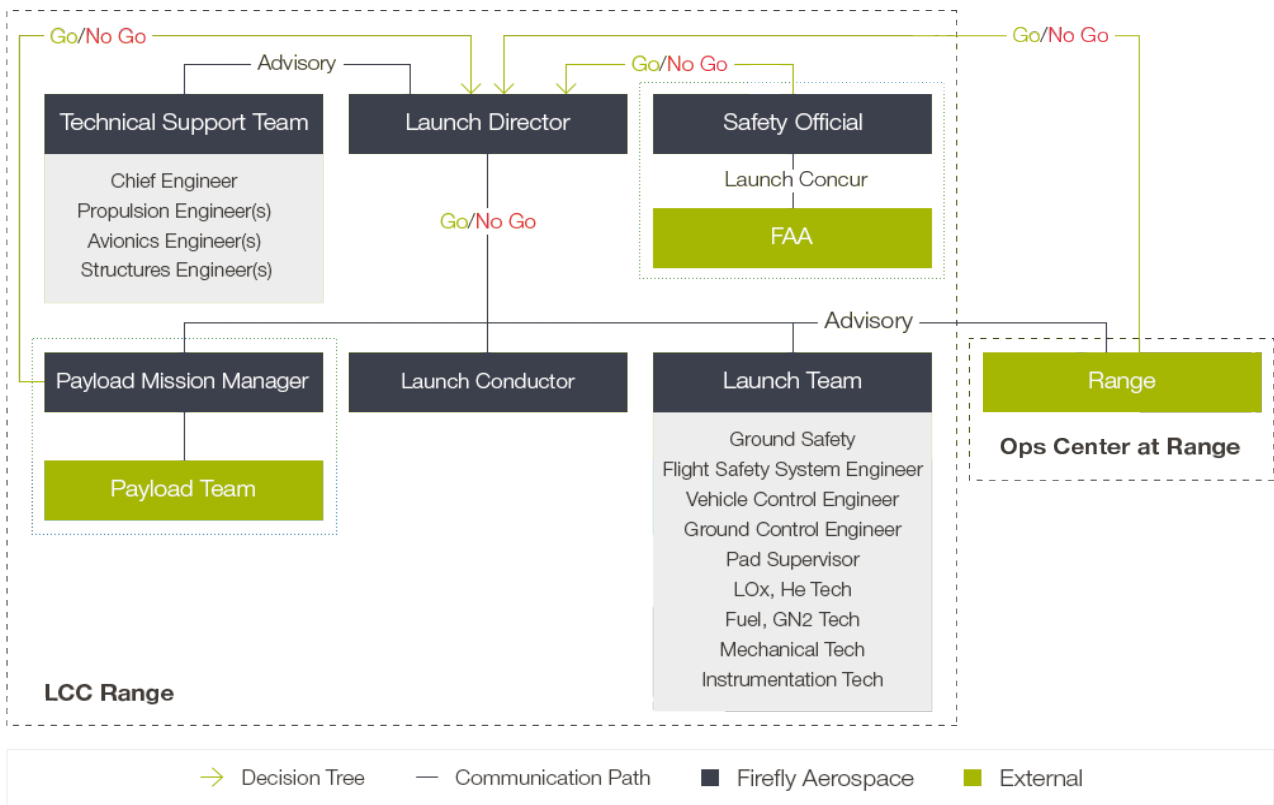 Go/No Go
Go/No Go
Advisory
Go/No Go
Technical Support Team
Launch Director
Safety Official
Chief Engineer
Propulsion Engineer(s)
Avionics Engineer(s)
Structures Engineer(s)
Launch Concur
Go/No Go
FAA
Advisory
Payload Mission Manager
Launch Conductor
Launch Team
Range
Ops Center at Range
Payload Team
Ground Safety
Flight Safety System Engineer
Vehicle Control Engineer
Ground Control Engineer
Pad Supervisor
LOx, He Tech
Fuel, GN2 Tech
Mechanical Tech
Instrumentation Tech
LCC Range
Decision Tree
Communication Path
Firefly Aerospace
External